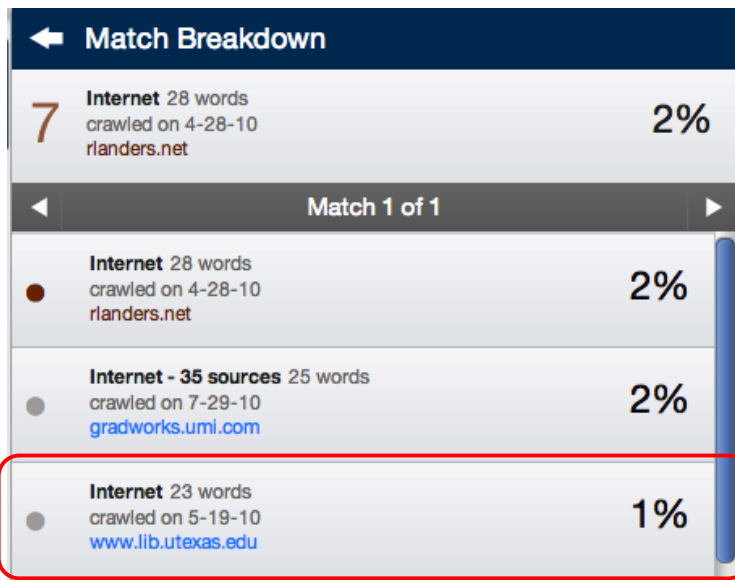 Match Breakdown
7
Internet 28 words
crawled on 4-28-10
rlanders.net
2%
Match 1 of 1
Internet 28 words
crawled on 4-28-10
rlanders.net
2%
Internet - 35 sources 25 words
crawled on 7-29-10
gradworks.umi.com
2%
Internet 23 words
crawled on 5-19-10
www.lib.utexas.edu
1%